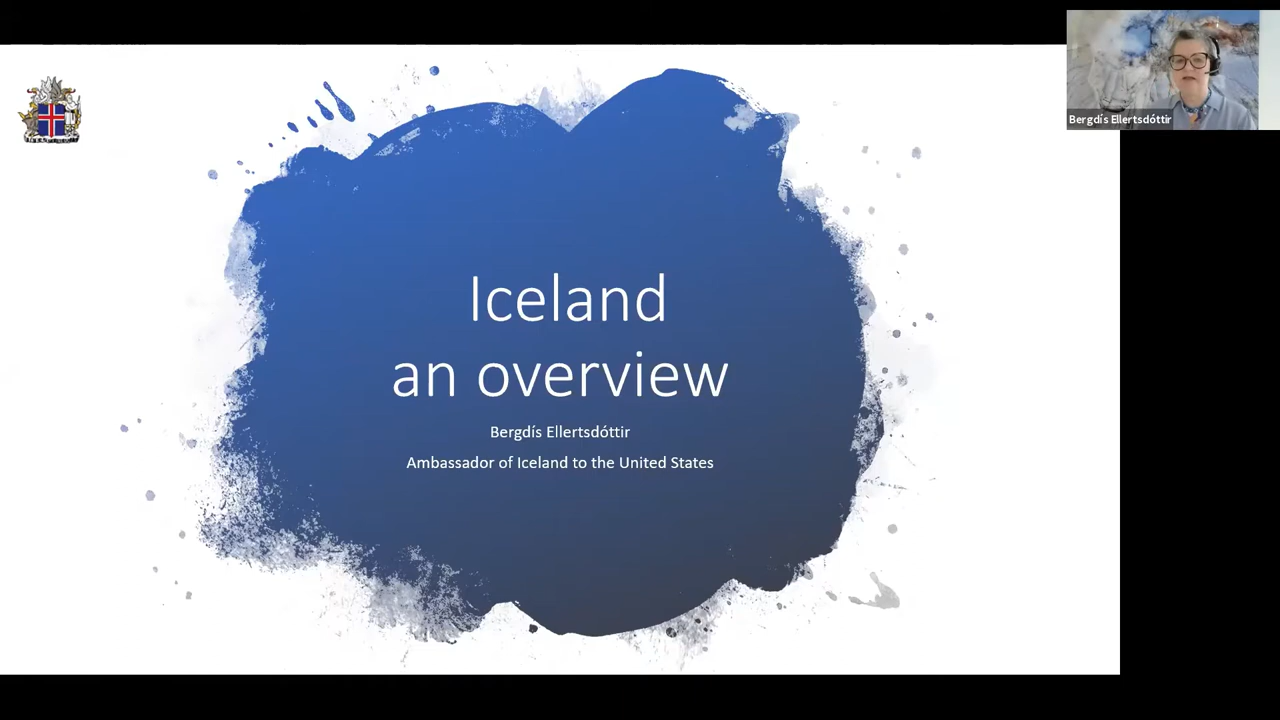 Bergdís Ellertsdóttir
Iceland
an overview
Bergdís Ellertsdóttir
Ambassador of Iceland to the United States